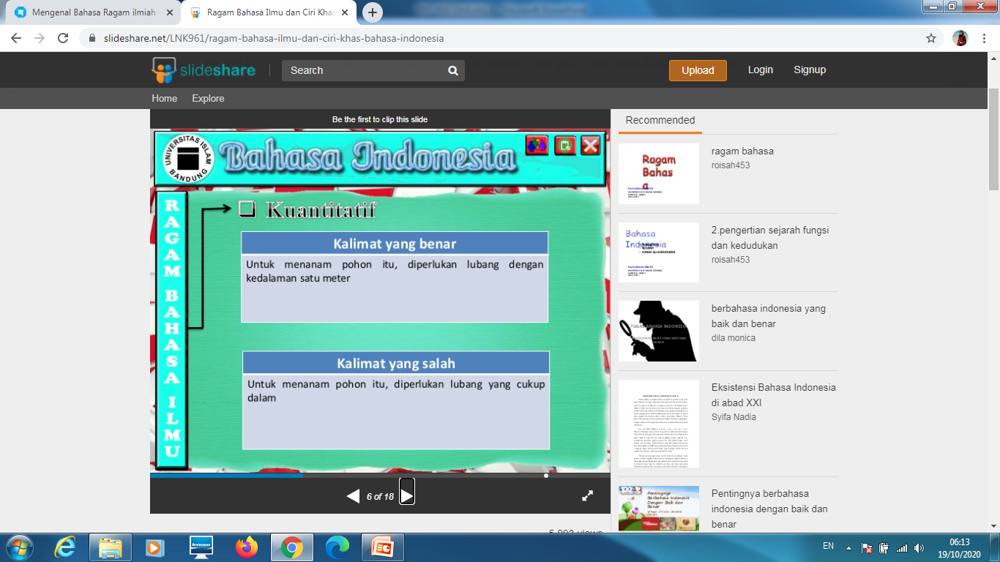 Mengenal Bahasa Ragam ilmiah
Ragam Bahasa Ilmu dan Ciri Khas
slideshare.net/LNK961/ragam-bahasa-ilmu-dan-ciri-khas-bahasa-indonesia
slideshare
Search
Upload
Login
Signup
Home
Explore
Be the first to clip this slide
UNIVERSITAS ISLAM BANDUNG
Bahasa Indonesia
RAGAM BAHASA ILMU
Kuantitatif
Kalimat yang benar
Untuk menanam pohon itu, diperlukan lubang dengan
kedalaman satu meter
Kalimat yang salah
Untuk menanam pohon itu, diperlukan lubang yang cukup
dalam
6 of 18
5,892 views
Recommended
Ragam
Bahas
a
ragam bahasa
roisah453
Bahasa
Indonesia
2.pengertian sejarah fungsi
dan kedudukan
roisah453
TUGAS BAHASA INDONESIA
berbahasa indonesia yang
baik dan benar
dila monica
Eksistensi Bahasa Indonesia
di abad XXI
Syifa Nadia
Pentingnya
Berbahasa Indonesia
Dengan Baik dan
Benar
Pentingnya berbahasa
indonesia dengan baik dan
benar
lenovo
EN
06:13
19/10/2020